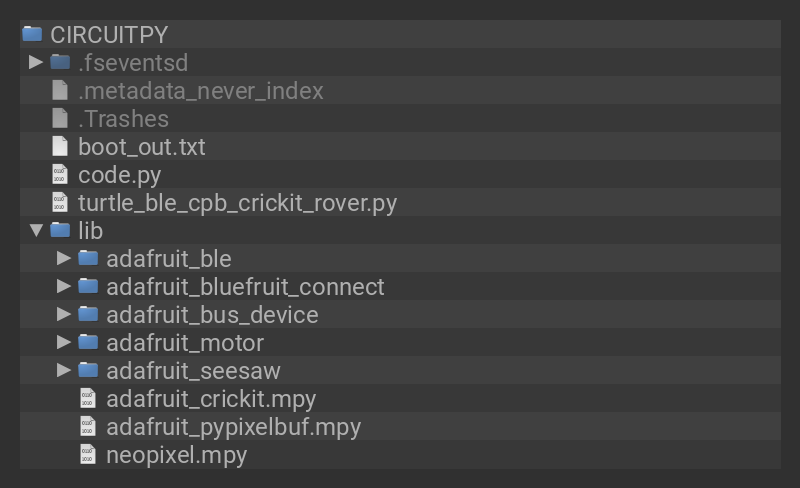 CIRCUITPY
.fseventsd
.metadata_never_index
.Trashes
boot_out.txt
code.py
turtle_ble_cpb_crickit_rover.py
lib
adafruit_ble
adafruit_bluefruit_connect
adafruit_bus_device
adafruit_motor
adafruit_seesaw
adafruit_crickit.mpy
adafruit_pypixelbuf.mpy
neopixel.mpy